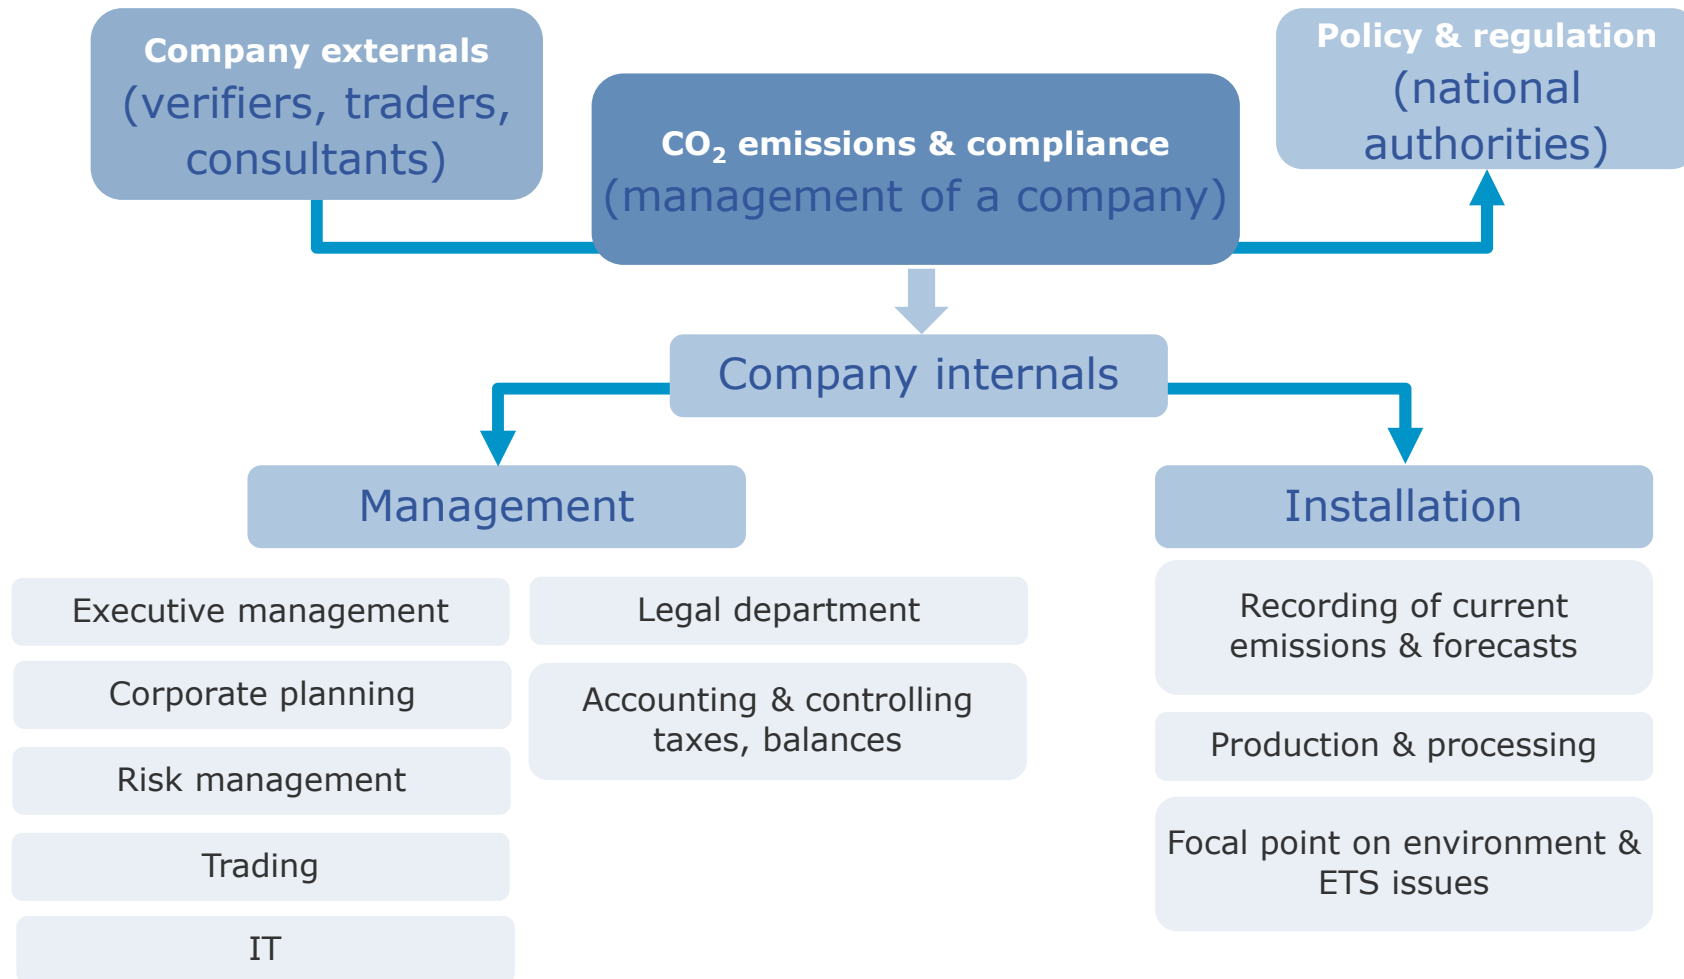 Company externals
(verifiers, traders,
consultants)
CO₂ emissions & compliance
(management of a company)
Policy & regulation
(national
authorities)
Company internals
Management
Installation
Executive management
Corporate planning
Risk management
Trading
IT
Legal department
Accounting & controlling
taxes, balances
Recording of current
emissions & forecasts
Production & processing
Focal point on environment &
ETS issues